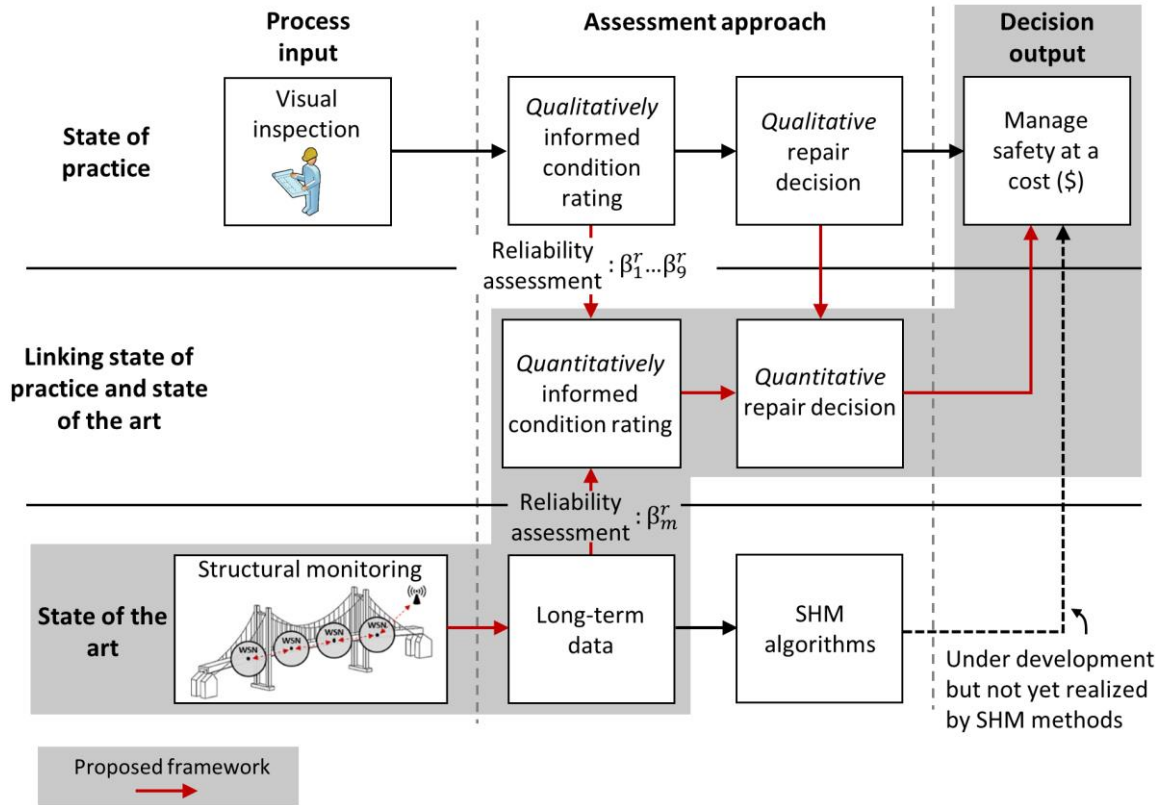 Process
input
Assessment approach
Decision
output
State of
practice
Visual
inspection
Qualitatively
informed
condition
rating
Qualitative
repair
decision
Manage
safety at a
cost ($)
Reliability
assessment : β₁ʳ...β₉ʳ
Linking state of
practice and state
of the art
Quantitatively
informed
condition rating
Quantitative
repair decision
Reliability
assessment : βₘʳ
State of the
art
Structural monitoring
WSN
WSN
WSN
WSN
Long-term
data
SHM
algorithms
Under development
but not yet realized
by SHM methods
Proposed framework